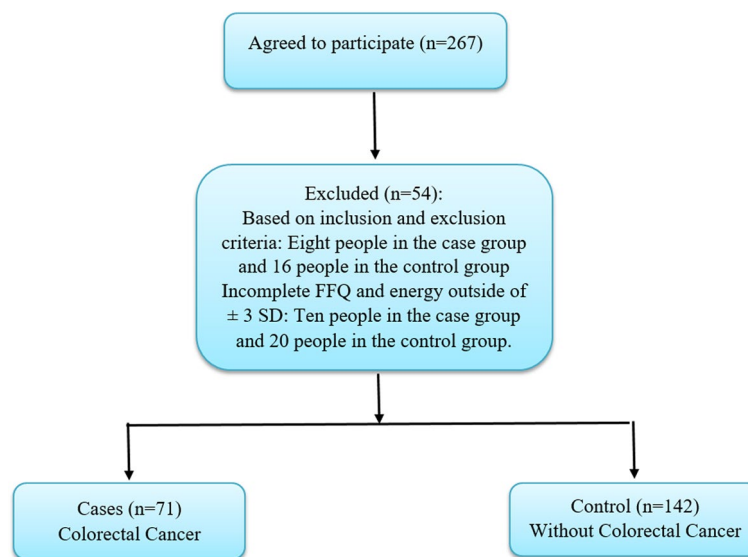 Agreed to participate (n=267)
Excluded (n=54):
Based on inclusion and exclusion
criteria: Eight people in the case group
and 16 people in the control group
Incomplete FFQ and energy outside of
± 3 SD: Ten people in the case group
and 20 people in the control group.
Cases (n=71)
Colorectal Cancer
Control (n=142)
Without Colorectal Cancer